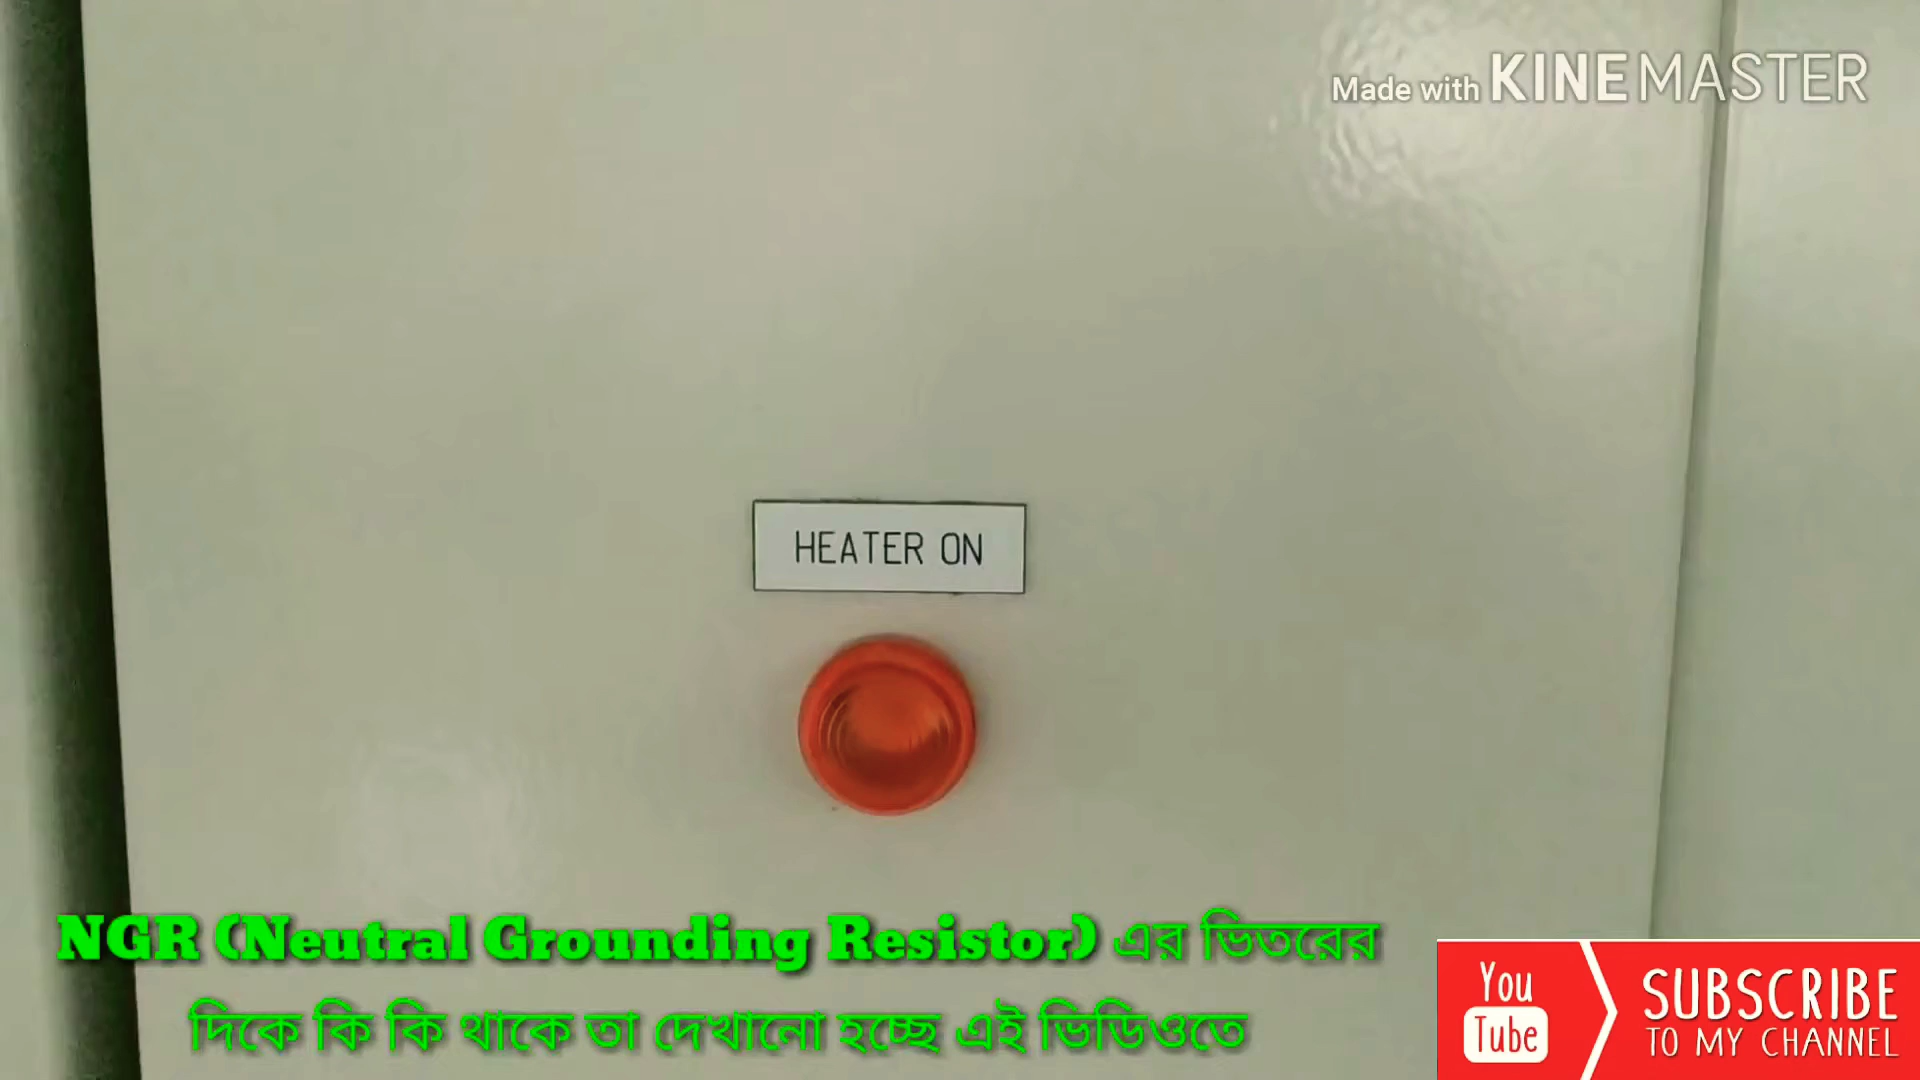 Made with KINEMASTER
HEATER ON
NGR (Neutral Grounding Resistor) এর ভিতরের
দিকে কি কি থাকে তা দেখানো হচ্ছে এই ভিডিওতে
You
Tube
SUBSCRIBE
TO MY CHANNEL